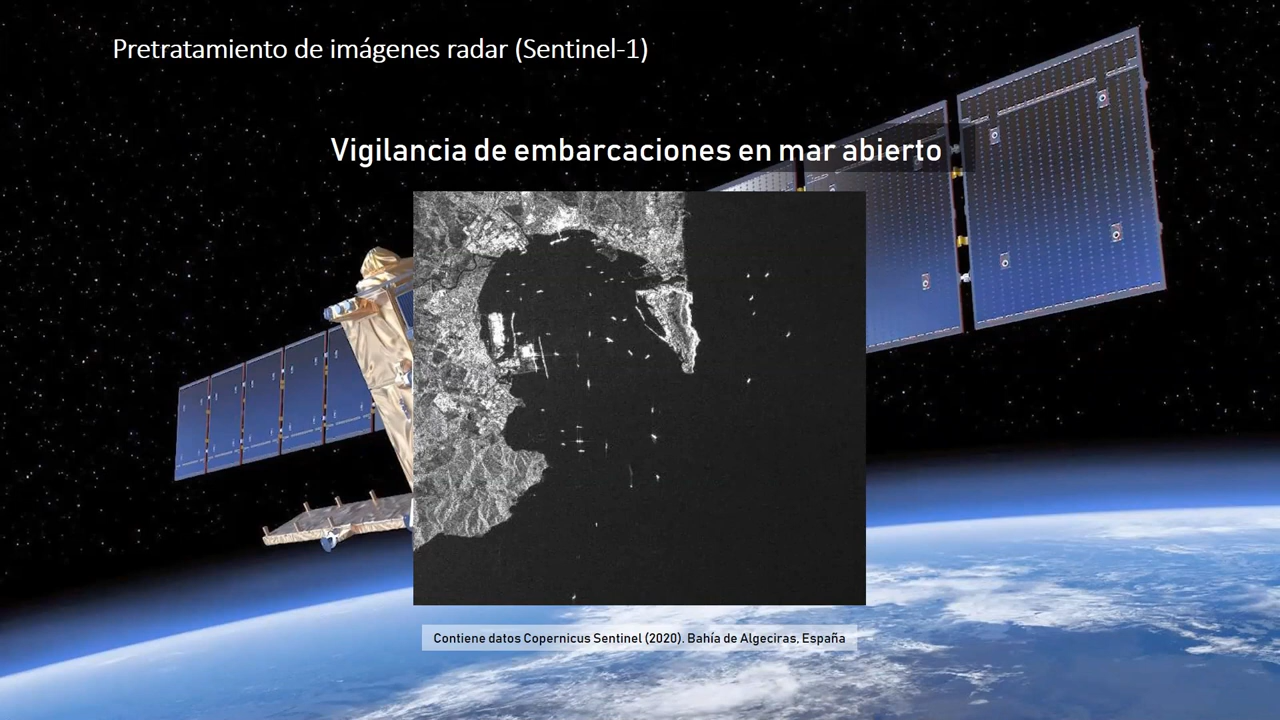 Pretratamiento de imágenes radar (Sentinel-1)
Vigilancia de embarcaciones en mar abierto
Contiene datos Copernicus Sentinel (2020). Bahía de Algeciras, España